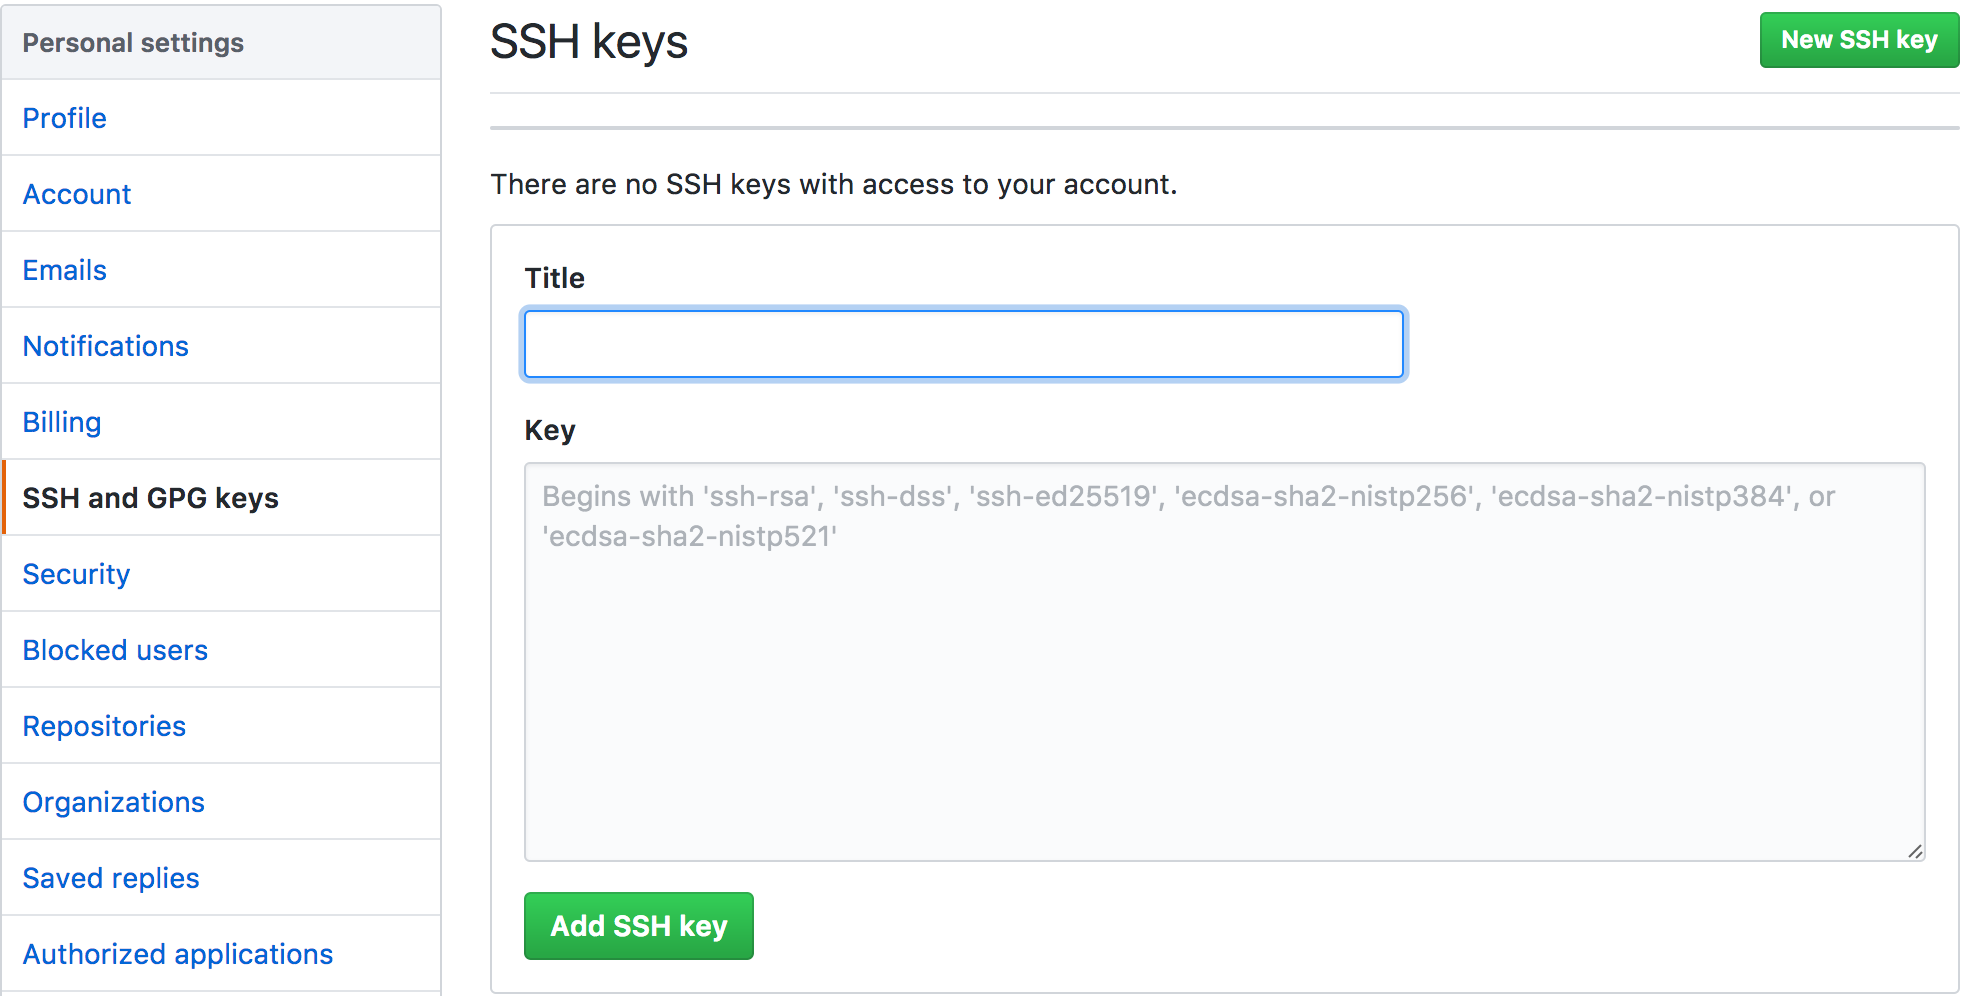 Personal settings
Profile
Account
Emails
Notifications
Billing
SSH and GPG keys
Security
Blocked users
Repositories
Organizations
Saved replies
Authorized applications
SSH keys
New SSH key
There are no SSH keys with access to your account.
Title
Key
Begins with 'ssh-rsa', 'ssh-dss', 'ssh-ed25519', 'ecdsa-sha2-nistp256', 'ecdsa-sha2-nistp384', or
'ecdsa-sha2-nistp521'
Add SSH key